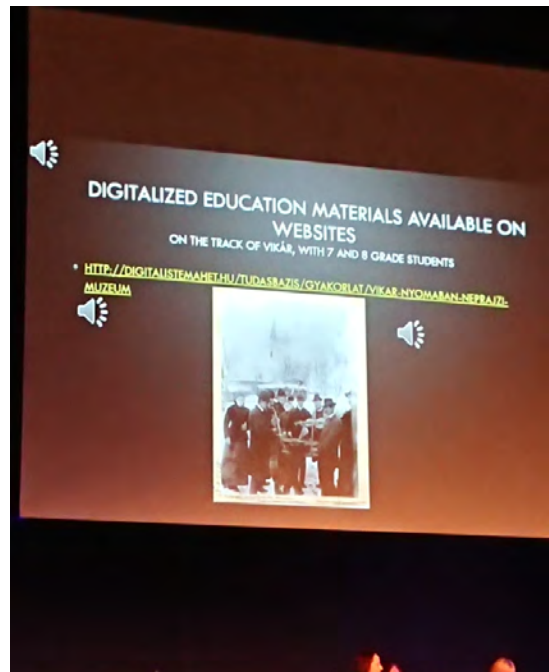 DIGITALIZED EDUCATION MATERIALS AVAILABLE ON
WEBSITES
ON THE TRACK OF VIKÁR, WITH 7 AND 8 GRADE STUDENTS
• HTTP://DIGITALISTEMAHET.HU/TUDASBAZIS/GYAKORLAT/VIKAR-NYOMABAN-NEPRAJZI-
MUZEUM